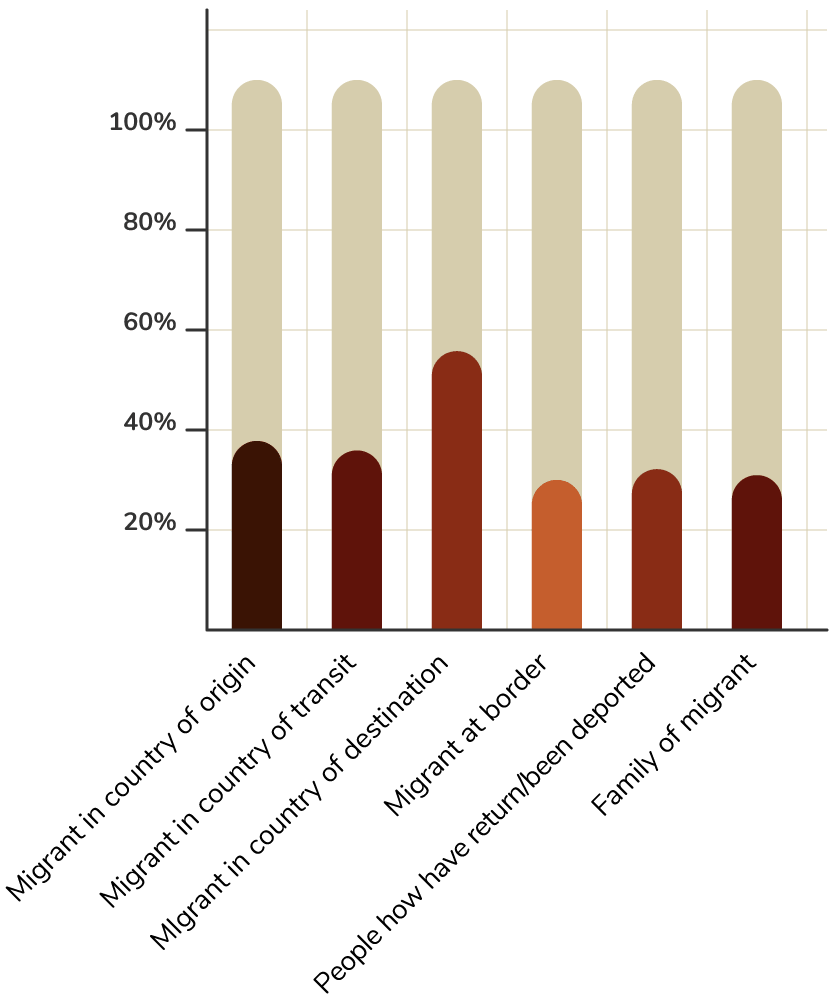 100%
80%
60%
40%
20%
Migrant in country of origin
Migrant in country of transit
MIgrant in country of destination
Migrant at border
People how have return/been deported
Family of migrant